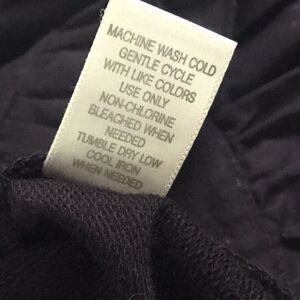 MACHINE WASH COLD
GENTLE CYCLE
WITH LIKE COLORS
USE ONLY
NON-CHLORINE
BLEACHED WHEN
NEEDED
TUMBLE DRY LOW
COOL IRON
WHEN NEEDED